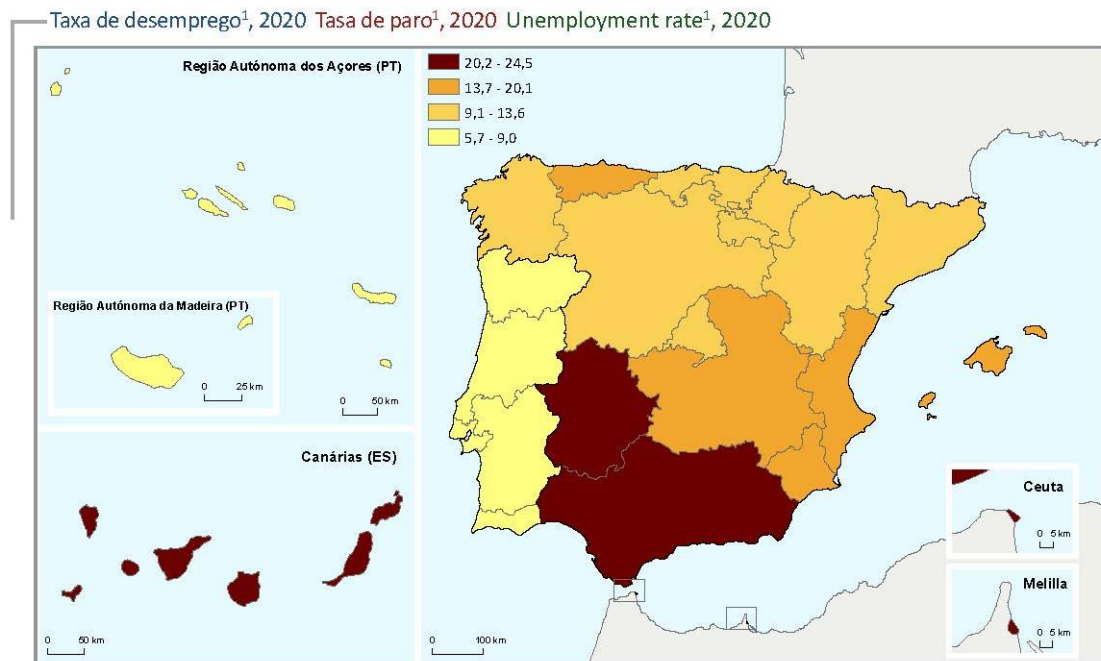 Taxa de desemprego¹, 2020 Tasa de paro¹, 2020 Unemployment rate¹, 2020
Região Autónoma dos Açores (PT)
20,2 - 24,5
13,7 - 20,1
9,1 - 13,6
5,7 - 9,0
Região Autónoma da Madeira (PT)
0 25 km
0 50 km
Canárias (ES)
0 50 km
0 100 km
Ceuta
0 5 km
Melilla
0 5 km